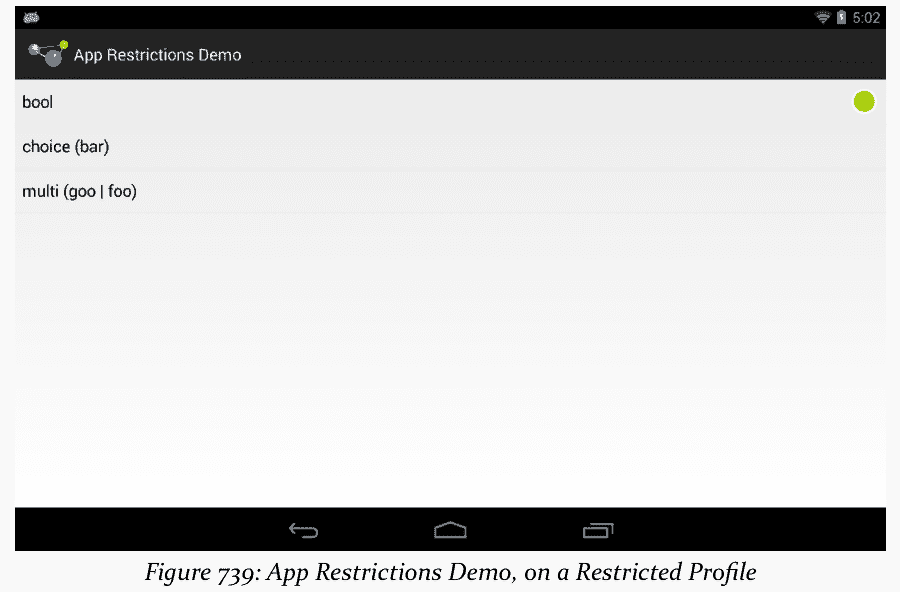 5:02
App Restrictions Demo
bool
choice (bar)
multi (goo | foo)
Figure 739: App Restrictions Demo, on a Restricted Profile